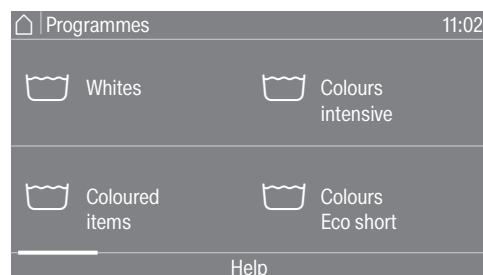 Programmes 11:02
Whites
Colours
intensive
Coloured
items
Colours
Eco short
Help